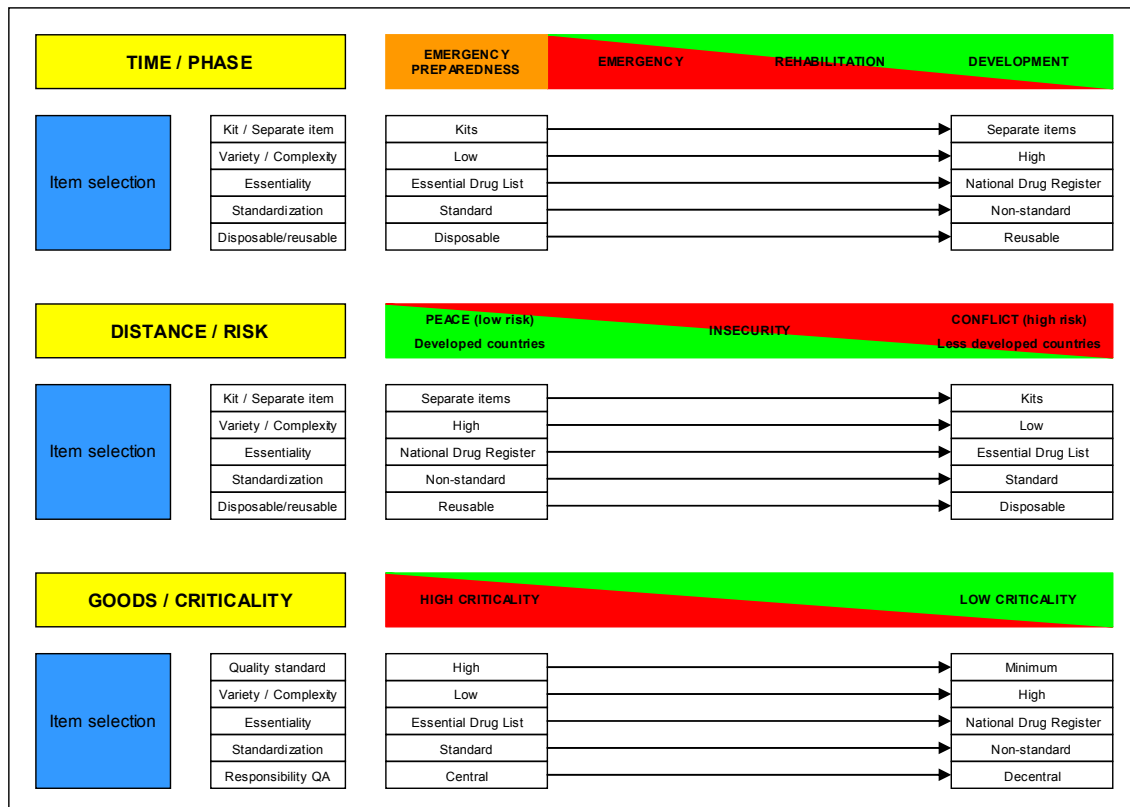 TIME / PHASE
EMERGENCY
PREPAREDNESS
EMERGENCY
REHABILITATION
DEVELOPMENT
Item selection
Kit / Separate item
Kits
Separate items
Variety / Complexity
Low
High
Essentiality
Essential Drug List
National Drug Register
Standardization
Standard
Non-standard
Disposable/reusable
Disposable
Reusable
DISTANCE / RISK
PEACE (low risk)
Developed countries
INSECURITY
CONFLICT (high risk)
Less developed countries
Item selection
Kit / Separate item
Separate items
Kits
Variety / Complexity
High
Low
Essentiality
National Drug Register
Essential Drug List
Standardization
Non-standard
Standard
Disposable/reusable
Reusable
Disposable
GOODS / CRITICALITY
HIGH CRITICALITY
LOW CRITICALITY
Item selection
Quality standard
High
Minimum
Variety / Complexity
Low
High
Essentiality
Essential Drug List
National Drug Register
Standardization
Standard
Non-standard
Responsibility QA
Central
Decentral